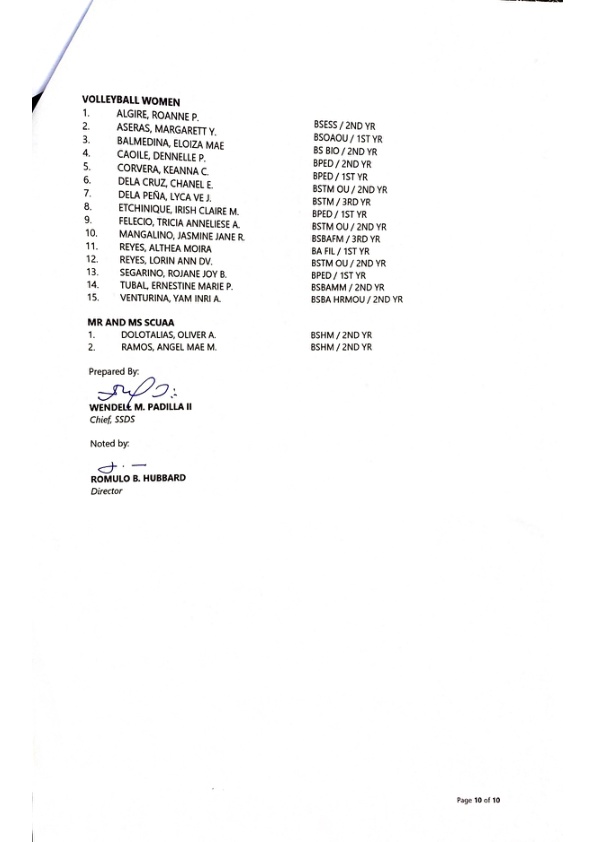 VOLLEYBALL WOMEN
1. ALGIRE, ROANNE P. BSESS / 2ND YR
2. ASERAS, MARGARETT Y. BSOAOU / 1ST YR
3. BALMEDINA, ELOIZA MAE BS BIO / 2ND YR
4. CAOILE, DENNELLE P. BPED / 2ND YR
5. CORVERA, KEANNA C. BPED / 1ST YR
6. DELA CRUZ, CHANEL E. BSTM OU / 2ND YR
7. DELA PEÑA, LYCA VE J. BSTM / 3RD YR
8. ETCHINIQUE, IRISH CLAIRE M. BPED / 1ST YR
9. FELECIO, TRICIA ANNELIESE A. BSTM OU / 2ND YR
10. MANGALINO, JASMINE JANE R. BSBAFM / 3RD YR
11. REYES, ALTHEA MOIRA BA FIL / 1ST YR
12. REYES, LORIN ANN DV. BSTM OU / 2ND YR
13. SEGARINO, ROJANE JOY B. BPED / 1ST YR
14. TUBAL, ERNESTINE MARIE P. BSBAMM / 2ND YR
15. VENTURINA, YAM INRI A. BSBA HRMOU / 2ND YR
MR AND MS SCUAA
1. DOLOTALIAS, OLIVER A. BSHM / 2ND YR
2. RAMOS, ANGEL MAE M. BSHM / 2ND YR
Prepared By:
WENDELL M. PADILLA II
Chief, SSDS
Noted by:
ROMULO B. HUBBARD
Director
Page 10 of 10